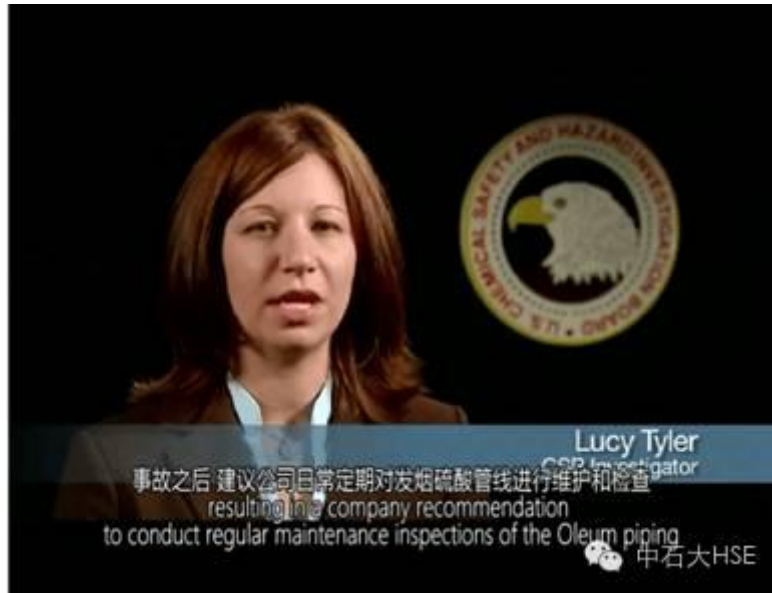 U.S. CHEMICAL SAFETY AND HAZARD INVESTIGATION BOARD
Lucy Tyler
CSB Investigator
事故之后 建议公司日常定期对发烟硫酸管线进行维护和检查
resulting in a company recommendation
to conduct regular maintenance inspections of the Oleum piping
中石大HSE